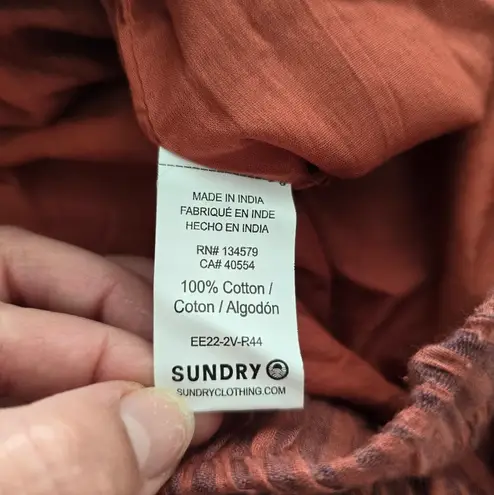 MADE IN INDIA
FABRIQUÉ EN INDE
HECHO EN INDIA
RN# 134579
CA# 40554
100% Cotton /
Coton / Algodón
EE22-2V-R44
SUNDRY
SUNDRYCLOTHING.COM